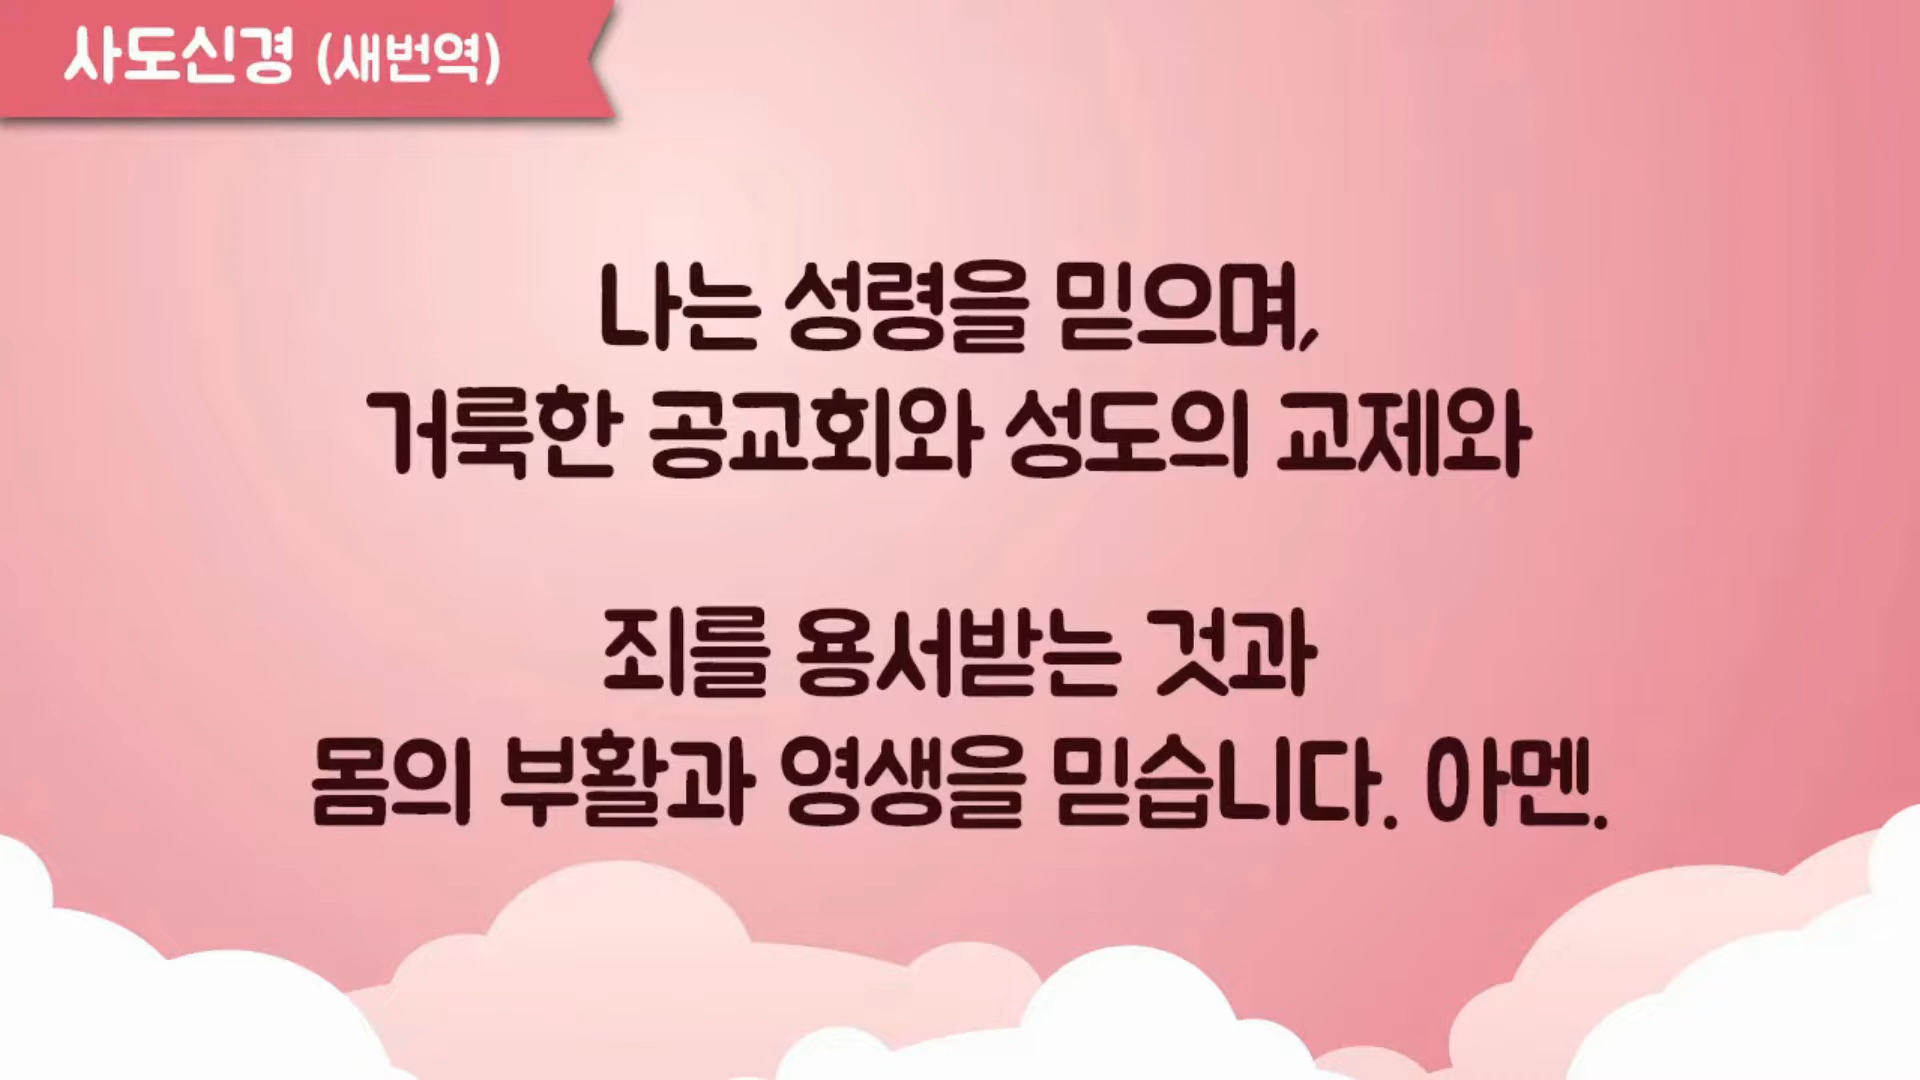 사도신경 (새번역)
나는 성령을 믿으며,
거룩한 공교회와 성도의 교제와
죄를 용서받는 것과
몸의 부활과 영생을 믿습니다. 아멘.